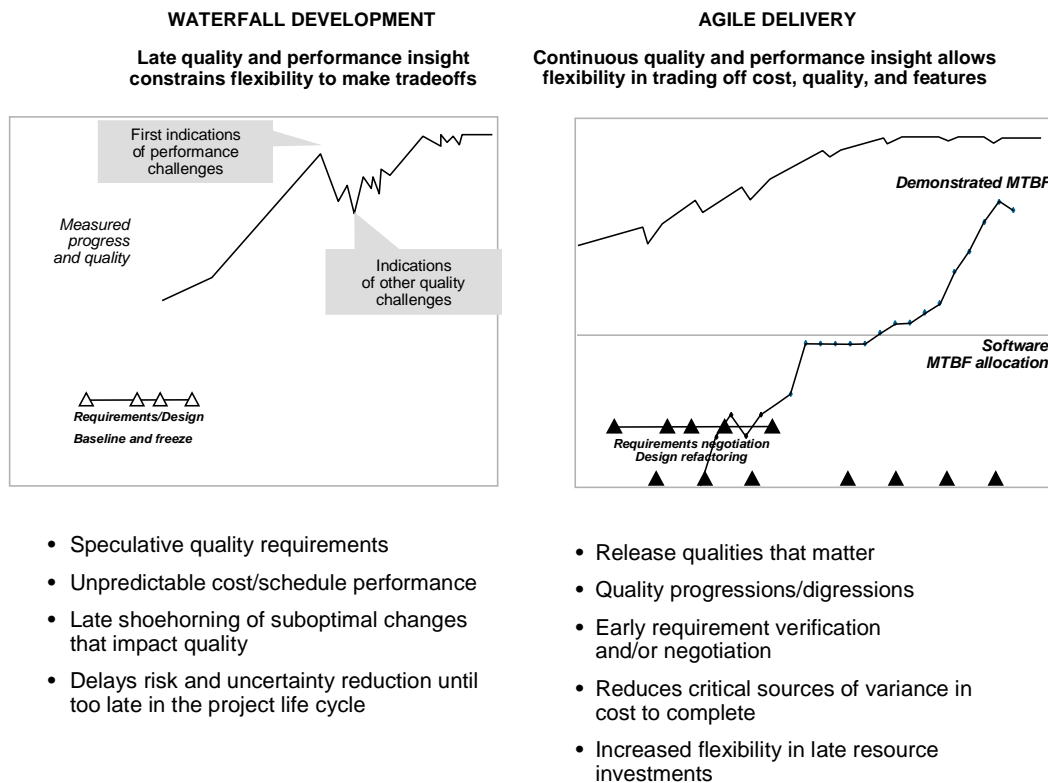 WATERFALL DEVELOPMENT
Late quality and performance insight
constrains flexibility to make tradeoffs
First indications
of performance
challenges
Measured
progress
and quality
Indications
of other quality
challenges
Requirements/Design
Baseline and freeze
• Speculative quality requirements
• Unpredictable cost/schedule performance
• Late shoehorning of suboptimal changes
that impact quality
• Delays risk and uncertainty reduction until
too late in the project life cycle
AGILE DELIVERY
Continuous quality and performance insight allows
flexibility in trading off cost, quality, and features
Demonstrated MTBF
Software
MTBF allocation
Requirements negotiation
Design refactoring
• Release qualities that matter
• Quality progressions/digressions
• Early requirement verification
and/or negotiation
• Reduces critical sources of variance in
cost to complete
• Increased flexibility in late resource
investments